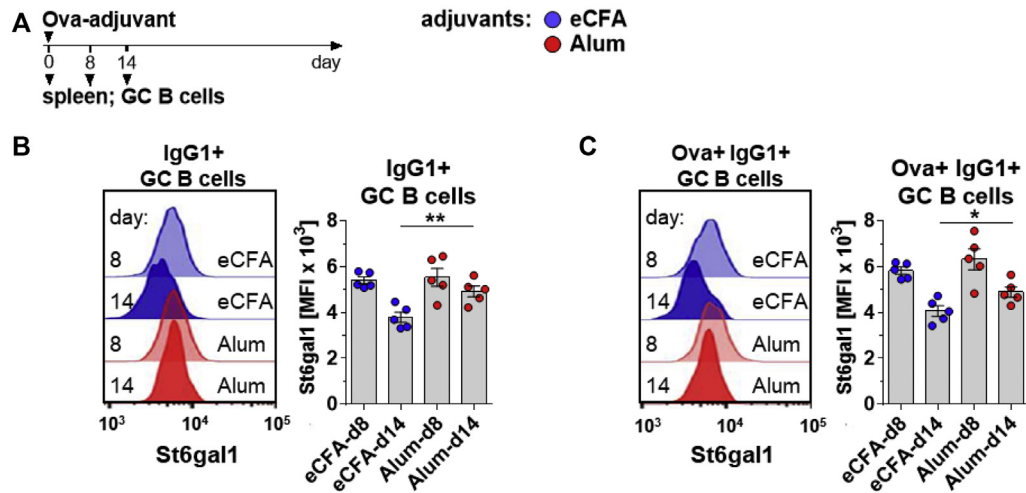 A
Ova-adjuvant
0 8 14 day
spleen; GC B cells
adjuvants: eCFA
Alum
B
IgG1+
GC B cells
day:
8 eCFA
14 eCFA
8 Alum
14 Alum
10³ 10⁴ 10⁵
St6gal1
IgG1+
GC B cells
**
St6gal1 [MFI x 10³]
8
6
4
2
0
eCFA-d8
eCFA-d14
Alum-d8
Alum-d14
C
Ova+ IgG1+
GC B cells
day:
8 eCFA
14 eCFA
8 Alum
14 Alum
10³ 10⁴ 10⁵
St6gal1
Ova+ IgG1+
GC B cells
*
St6gal1 [MFI x 10³]
8
6
4
2
0
eCFA-d8
eCFA-d14
Alum-d8
Alum-d14